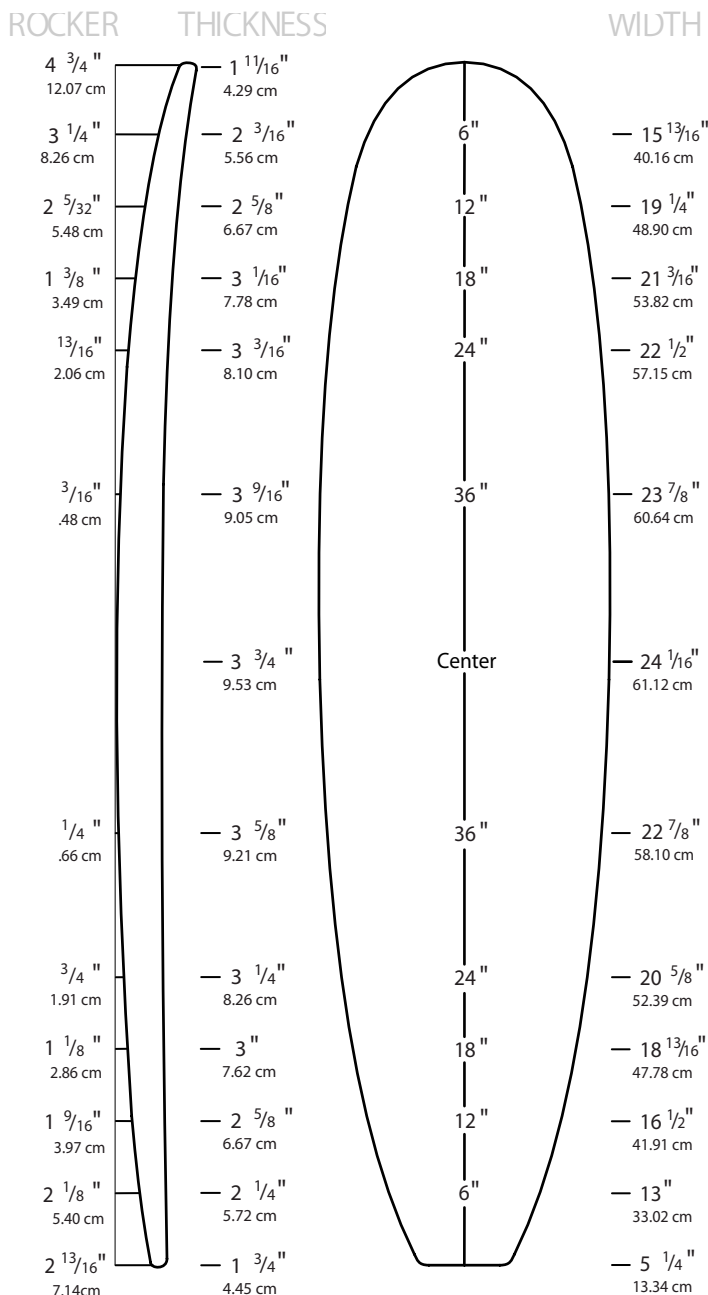 ROCKER THICKNESS WIDTH
4 3/4" 1 11/16"
12.07 cm 4.29 cm
3 1/4" 2 3/16" 6" 15 13/16"
8.26 cm 5.56 cm 40.16 cm
2 5/32" 2 5/8" 12" 19 1/4"
5.48 cm 6.67 cm 48.90 cm
1 3/8" 3 1/16" 18" 21 3/16"
3.49 cm 7.78 cm 53.82 cm
13/16" 3 3/16" 24" 22 1/2"
2.06 cm 8.10 cm 57.15 cm
3/16" 3 9/16" 36" 23 7/8"
.48 cm 9.05 cm 60.64 cm
3 3/4" Center 24 1/16"
9.53 cm 61.12 cm
1/4" 3 5/8" 36" 22 7/8"
.66 cm 9.21 cm 58.10 cm
3/4" 3 1/4" 24" 20 5/8"
1.91 cm 8.26 cm 52.39 cm
1 1/8" 3" 18" 18 13/16"
2.86 cm 7.62 cm 47.78 cm
1 9/16" 2 5/8" 12" 16 1/2"
3.97 cm 6.67 cm 41.91 cm
2 1/8" 2 1/4" 6" 13"
5.40 cm 5.72 cm 33.02 cm
2 13/16" 1 3/4" 5 1/4"
7.14cm 4.45 cm 13.34 cm